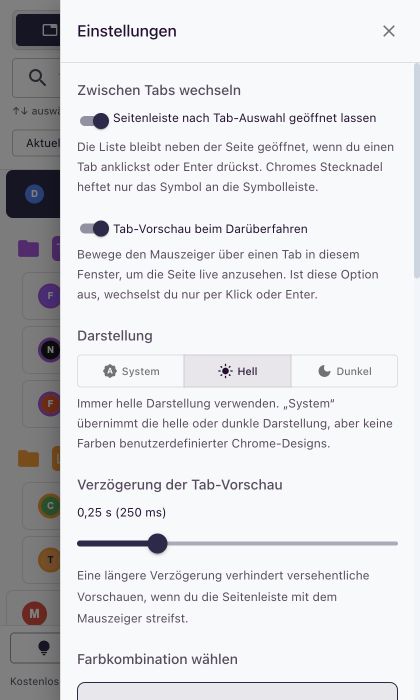 Einstellungen
Zwischen Tabs wechseln
Seitenleiste nach Tab-Auswahl geöffnet lassen
Die Liste bleibt neben der Seite geöffnet, wenn du einen
Tab anklickst oder Enter drückst. Chromes Stecknadel
heftet nur das Symbol an die Symbolleiste.
Tab-Vorschau beim Darüberfahren
Bewege den Mauszeiger über einen Tab in diesem
Fenster, um die Seite live anzusehen. Ist diese Option
aus, wechselst du nur per Klick oder Enter.
Darstellung
A System
Hell
Dunkel
Immer helle Darstellung verwenden. „System“
übernimmt die helle oder dunkle Darstellung, aber keine
Farben benutzerdefinierter Chrome-Designs.
Verzögerung der Tab-Vorschau
0,25 s (250 ms)
Eine längere Verzögerung verhindert versehentliche
Vorschauen, wenn du die Seitenleiste mit dem
Mauszeiger streifst.
Farbkombination wählen
↑↓ auswä
Aktuel
D
F
N
F
C
T
M
Kostenlos